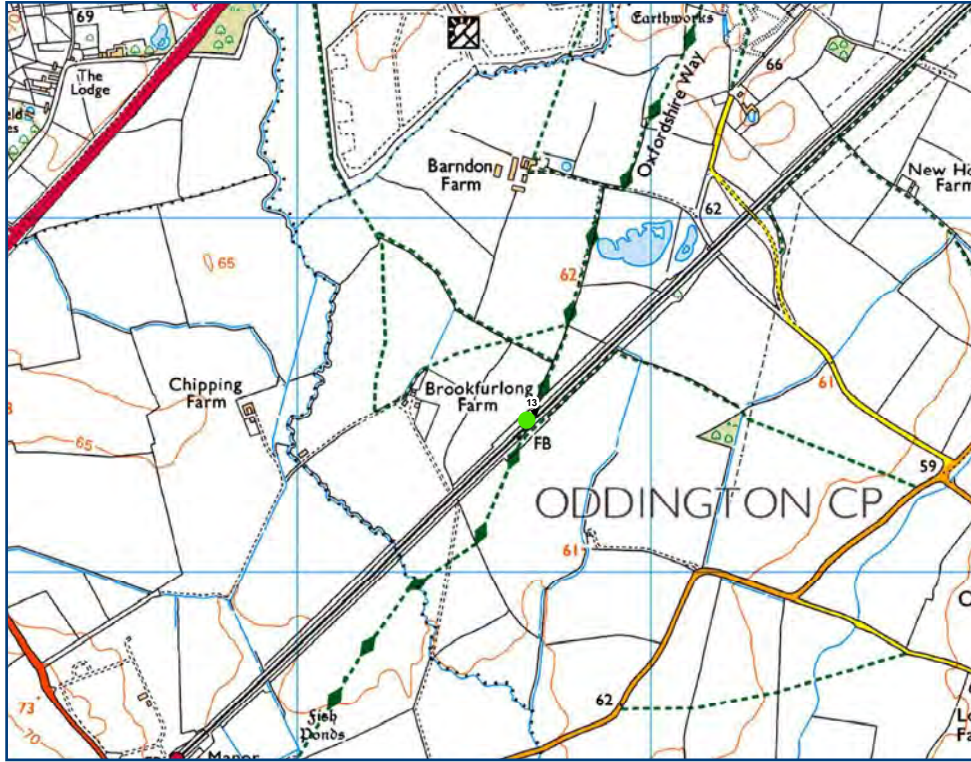 69
Earthworks
The
Lodge
66
Oxfordshire Way
Barndon
Farm
New Ho
Farm
62
65
62
Chipping
Farm
Brookfurlong
Farm
13
FB
61
65
59
ODDINGTON CP
61
62
73
70
Fish
Ponds
Manor